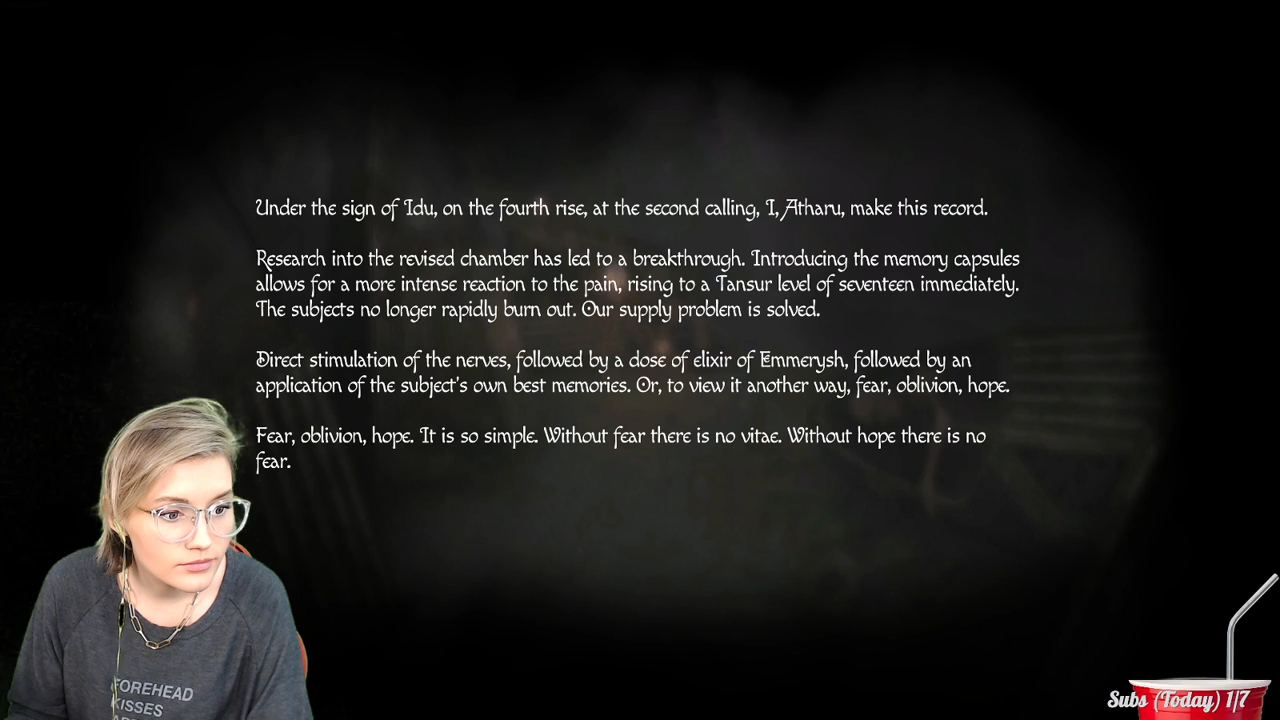 Under the sign of Idu, on the fourth rise, at the second calling, I, Atharu, make this record.
Research into the revised chamber has led to a breakthrough. Introducing the memory capsules
allows for a more intense reaction to the pain, rising to a Tansur level of seventeen immediately.
The subjects no longer rapidly burn out. Our supply problem is solved.
Direct stimulation of the nerves, followed by a dose of elixir of Emmerysh, followed by an
application of the subject's own best memories. Or, to view it another way, fear, oblivion, hope.
Fear, oblivion, hope. It is so simple. Without fear there is no vitae. Without hope there is no
fear.
FOREHEAD
KISSES
Subs (Today) 1/7